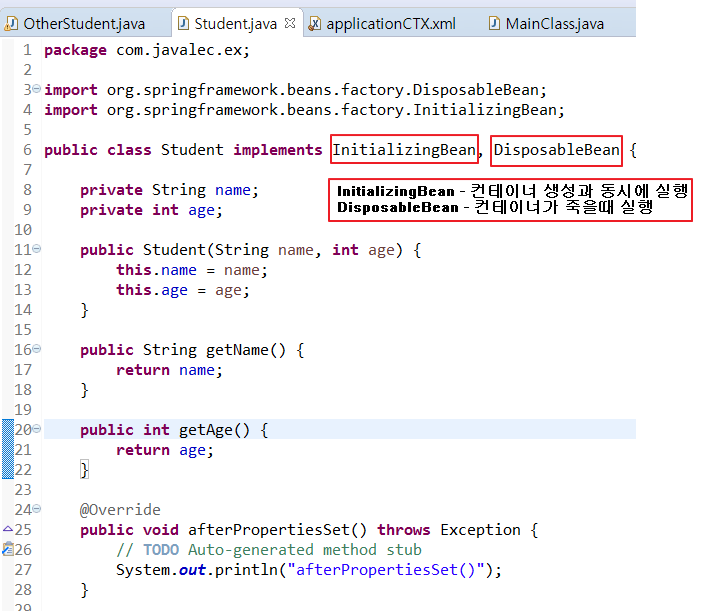 OtherStudent.java Student.java applicationCTX.xml MainClass.java
1 package com.javalec.ex;
2
3 import org.springframework.beans.factory.DisposableBean;
4 import org.springframework.beans.factory.InitializingBean;
5
6 public class Student implements InitializingBean, DisposableBean {
7
8 private String name;
InitializingBean - 컨테이너 생성과 동시에 실행
9 private int age;
DisposableBean - 컨테이너가 죽을때 실행
10
11 public Student(String name, int age) {
12 this.name = name;
13 this.age = age;
14 }
15
16 public String getName() {
17 return name;
18 }
19
20 public int getAge() {
21 return age;
22 }
23
24 @Override
25 public void afterPropertiesSet() throws Exception {
26 // TODO Auto-generated method stub
27 System.out.println("afterPropertiesSet()");
28 }
29